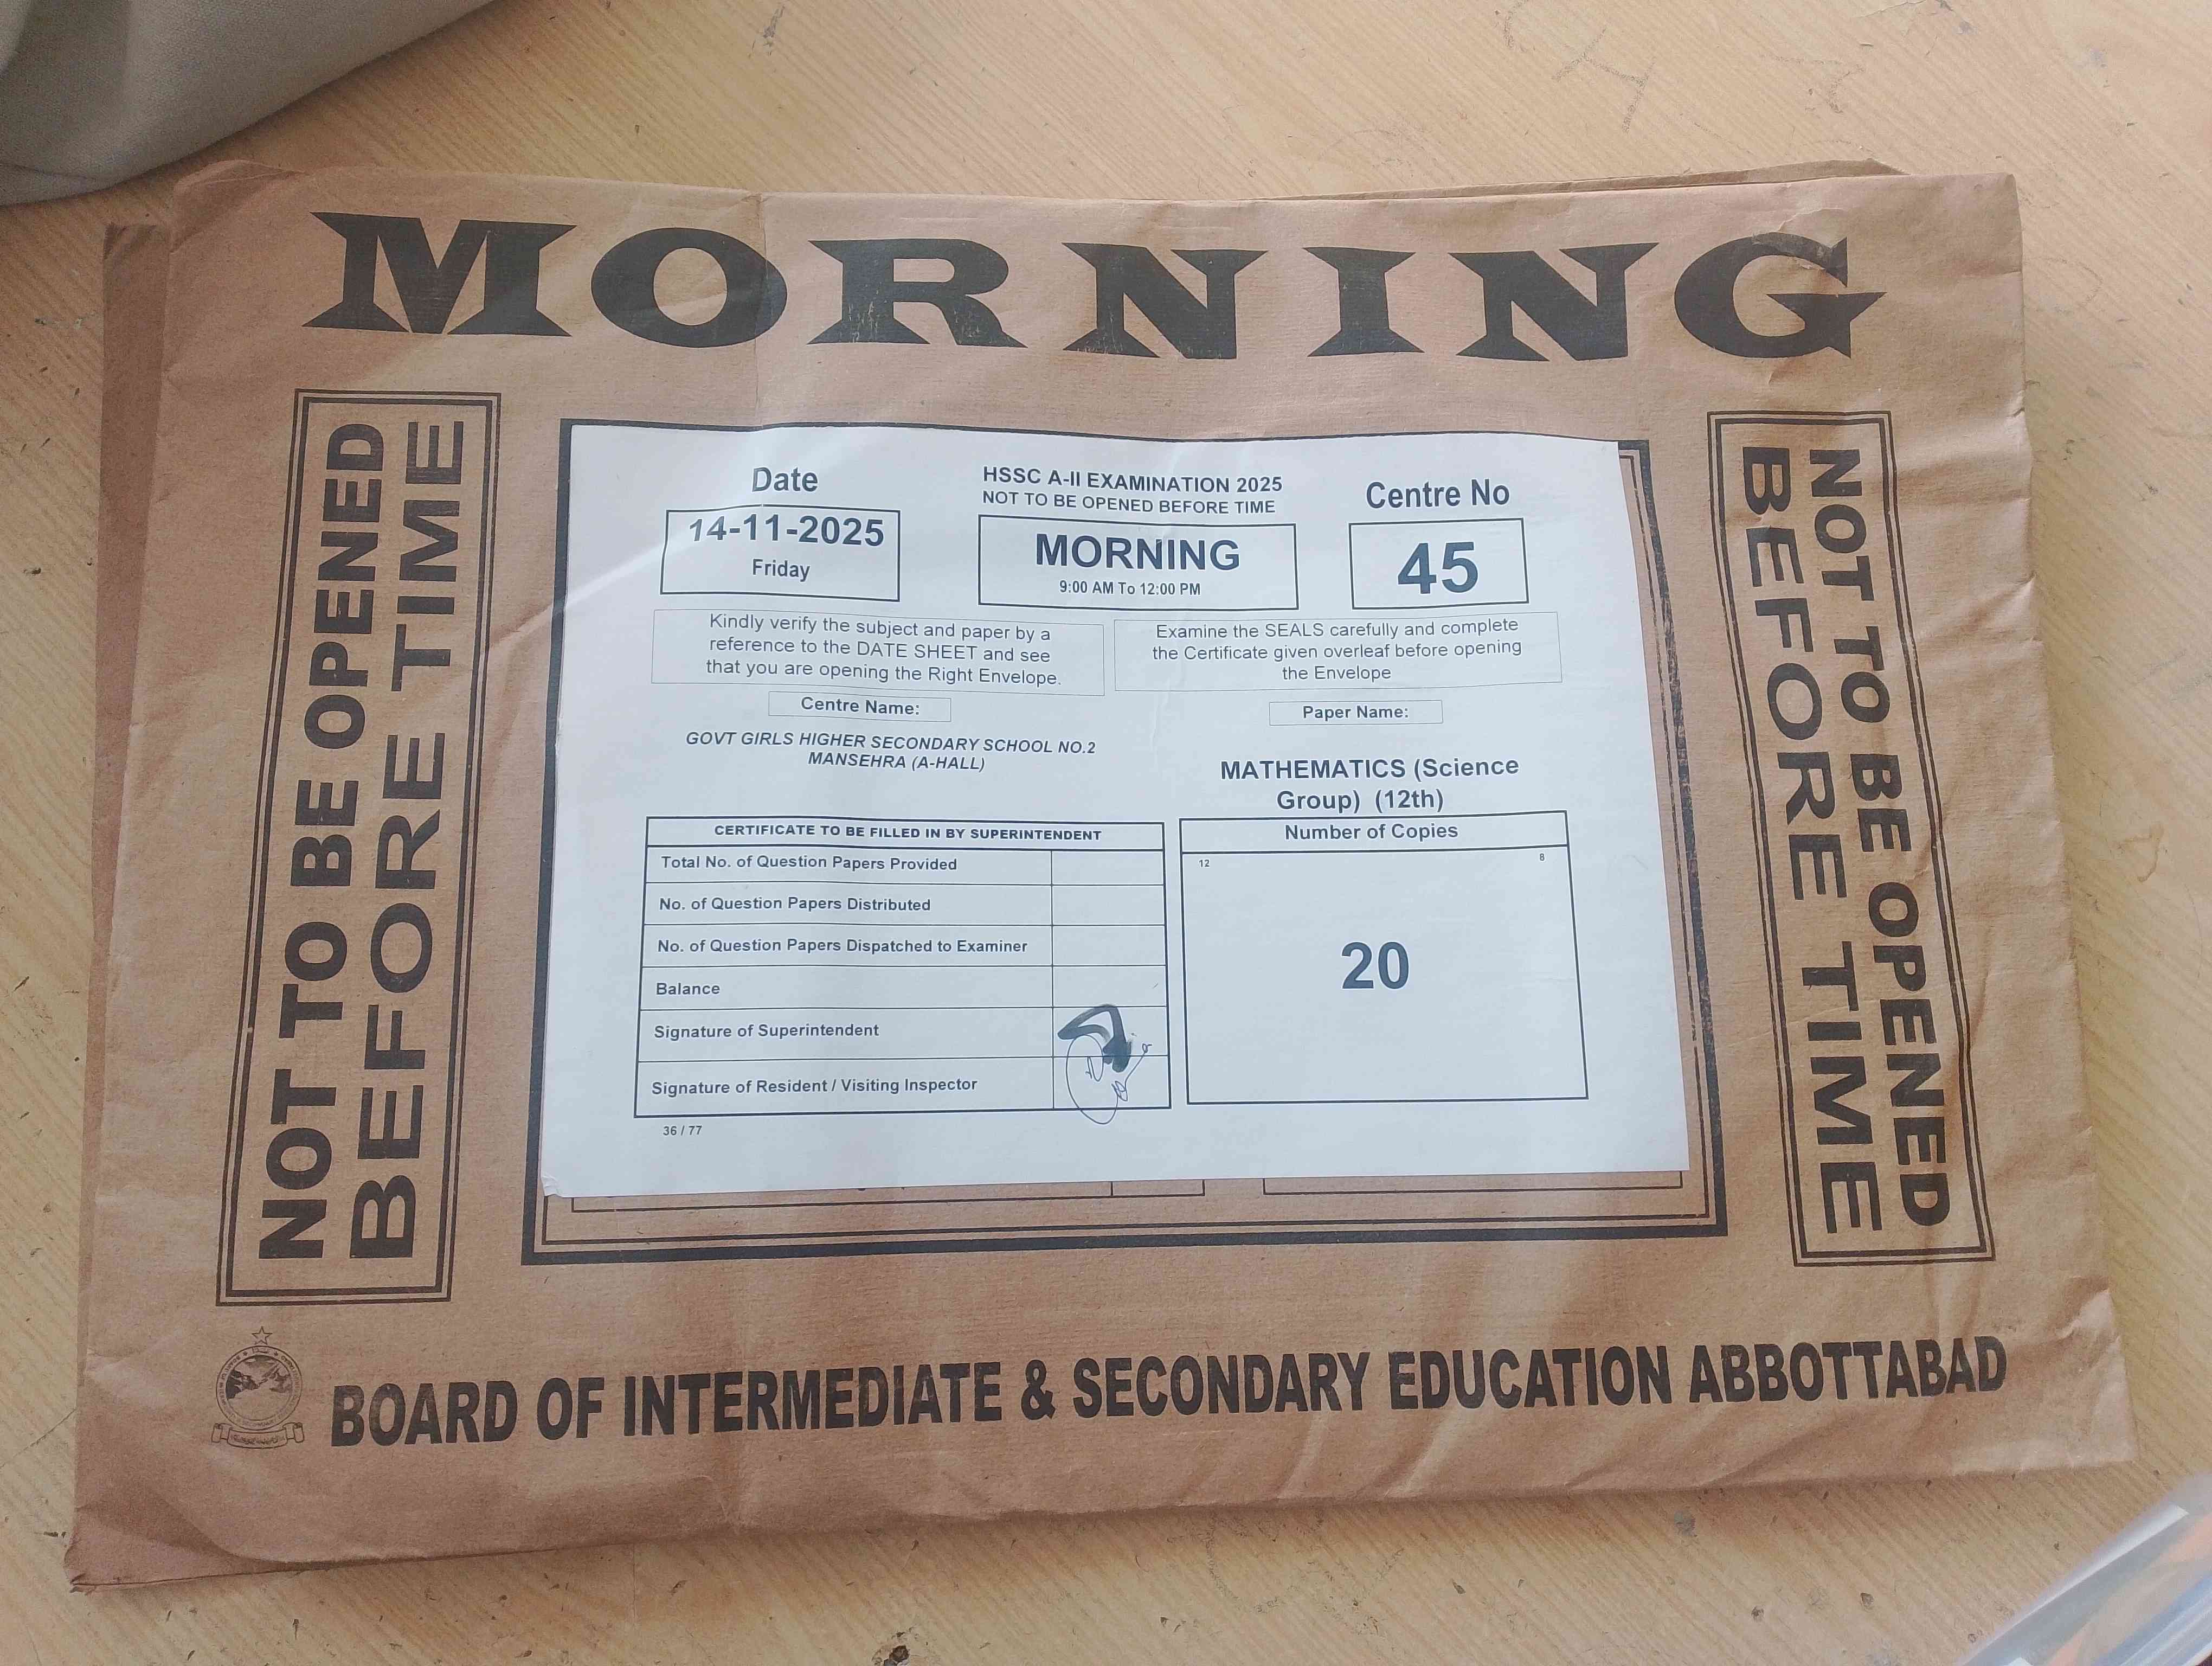 MORNING
NOT TO BE OPENED
BEFORE TIME
Date
14-11-2025
Friday
HSSC A-II EXAMINATION 2025
NOT TO BE OPENED BEFORE TIME
MORNING
9:00 AM To 12:00 PM
Centre No
45
Kindly verify the subject and paper by a
reference to the DATE SHEET and see
that you are opening the Right Envelope.
Examine the SEALS carefully and complete
the Certificate given overleaf before opening
the Envelope
Centre Name:
GOVT GIRLS HIGHER SECONDARY SCHOOL NO.2
MANSEHRA (A-HALL)
Paper Name:
MATHEMATICS (Science
Group) (12th)
CERTIFICATE TO BE FILLED IN BY SUPERINTENDENT
Total No. of Question Papers Provided
No. of Question Papers Distributed
No. of Question Papers Dispatched to Examiner
Balance
Signature of Superintendent
Signature of Resident / Visiting Inspector
36 / 77
Number of Copies
12 8
20
NOT TO BE OPENED
BEFORE TIME
BOARD OF INTERMEDIATE & SECONDARY EDUCATION ABBOTTABAD